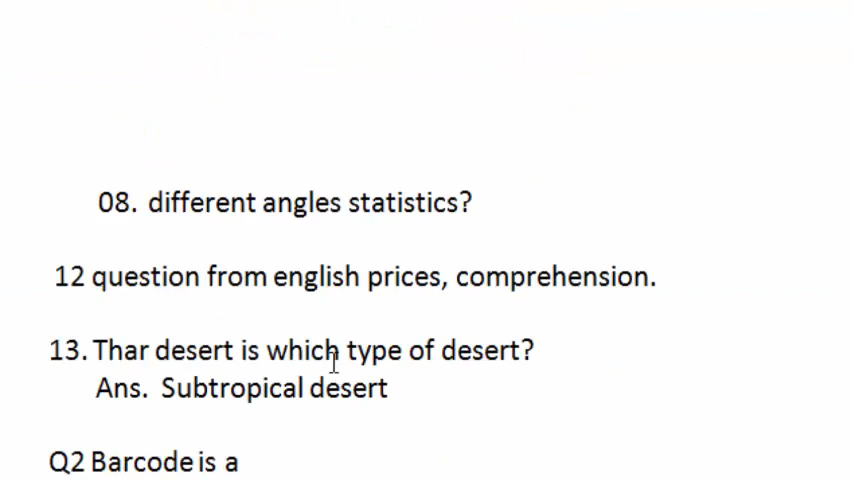 08. different angles statistics?
12 question from english prices, comprehension.
13. Thar desert is which type of desert?
Ans. Subtropical desert
Q2 Barcode is a